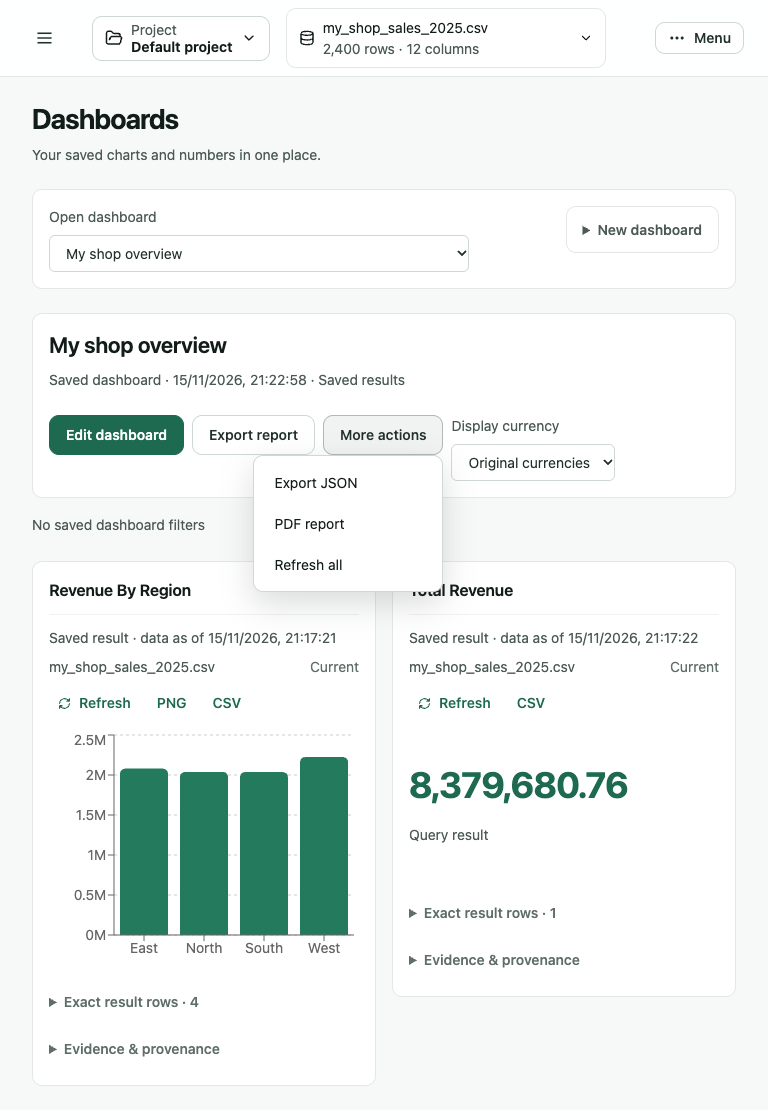 Project
Default project
my_shop_sales_2025.csv
2,400 rows · 12 columns
Menu
Dashboards
Your saved charts and numbers in one place.
Open dashboard
My shop overview
New dashboard
My shop overview
Saved dashboard · 15/11/2026, 21:22:58 · Saved results
Edit dashboard
Export report
More actions
Display currency
Original currencies
Export JSON
PDF report
Refresh all
No saved dashboard filters
Revenue By Region
Saved result · data as of 15/11/2026, 21:17:21
my_shop_sales_2025.csv Current
Refresh PNG CSV
2.5M
2M
1.5M
1M
0.5M
0M
East North South West
Exact result rows · 4
Evidence & provenance
Total Revenue
Saved result · data as of 15/11/2026, 21:17:22
my_shop_sales_2025.csv Current
Refresh CSV
8,379,680.76
Query result
Exact result rows · 1
Evidence & provenance